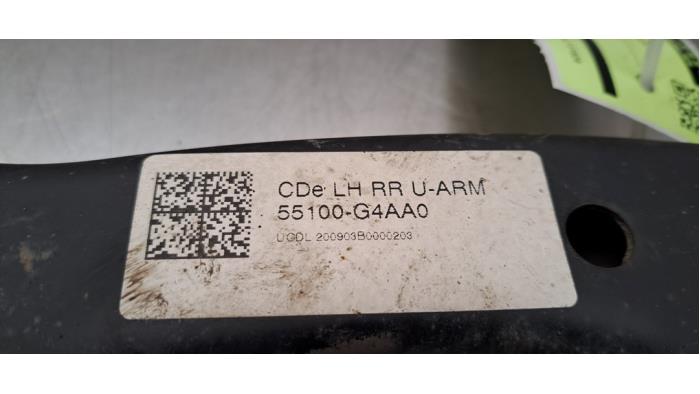 CDe LH RR U-ARM
55100-G4AA0
UGDL 200903B0000203